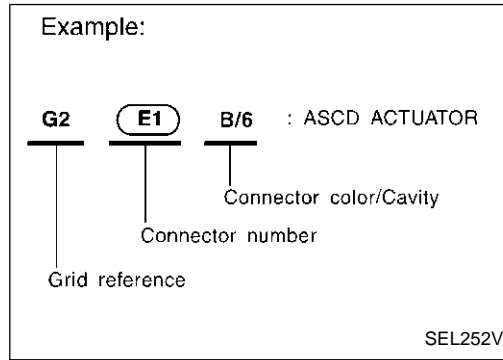 Example:
G2 E1 B/6 : ASCD ACTUATOR
Connector color/Cavity
Connector number
Grid reference
SEL252V